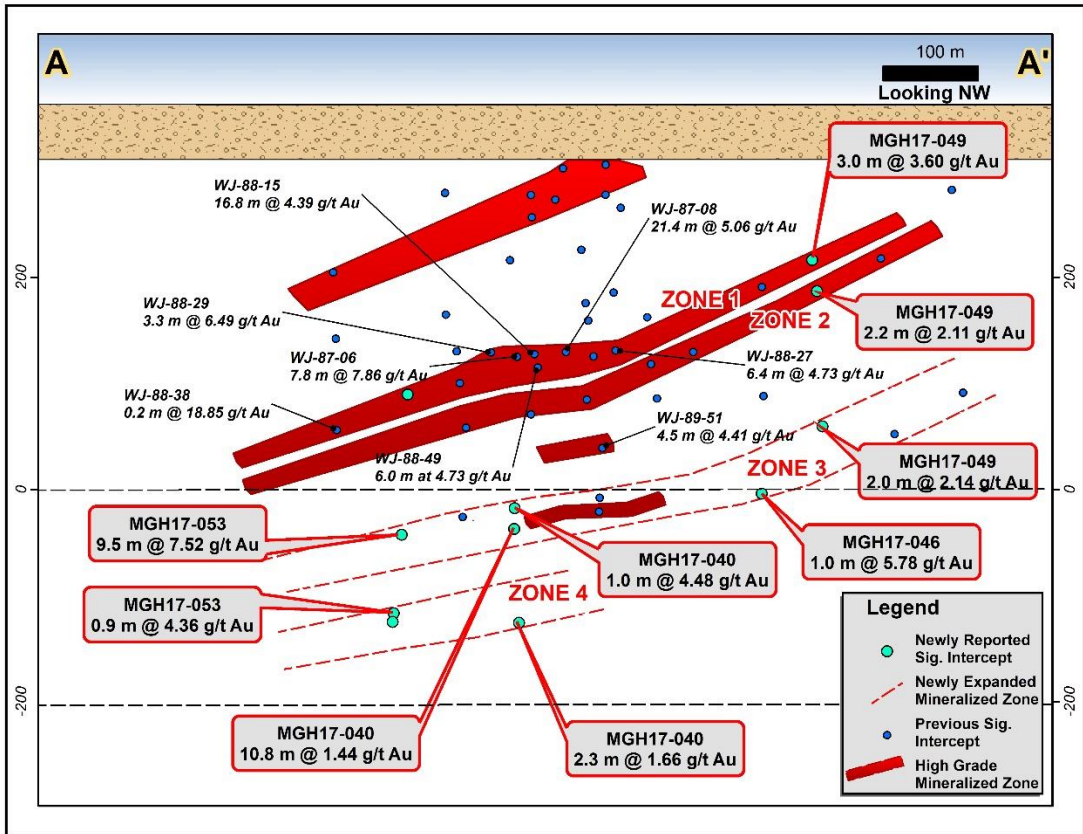 A
100 m
A'
Looking NW
MGH17-049
3.0 m @ 3.60 g/t Au
WJ-88-15
16.8 m @ 4.39 g/t Au
WJ-87-08
21.4 m @ 5.06 g/t Au
200
200
WJ-88-29
3.3 m @ 6.49 g/t Au
ZONE 1
ZONE 2
MGH17-049
2.2 m @ 2.11 g/t Au
WJ-87-06
7.8 m @ 7.86 g/t Au
WJ-88-27
6.4 m @ 4.73 g/t Au
WJ-88-38
0.2 m @ 18.85 g/t Au
WJ-89-51
4.5 m @ 4.41 g/t Au
WJ-88-49
6.0 m at 4.73 g/t Au
ZONE 3
MGH17-049
2.0 m @ 2.14 g/t Au
0
0
MGH17-053
9.5 m @ 7.52 g/t Au
MGH17-040
1.0 m @ 4.48 g/t Au
MGH17-046
1.0 m @ 5.78 g/t Au
ZONE 4
MGH17-053
0.9 m @ 4.36 g/t Au
-200
-200
MGH17-040
10.8 m @ 1.44 g/t Au
MGH17-040
2.3 m @ 1.66 g/t Au
Legend
Newly Reported
Sig. Intercept
Newly Expanded
Mineralized Zone
Previous Sig.
Intercept
High Grade
Mineralized Zone